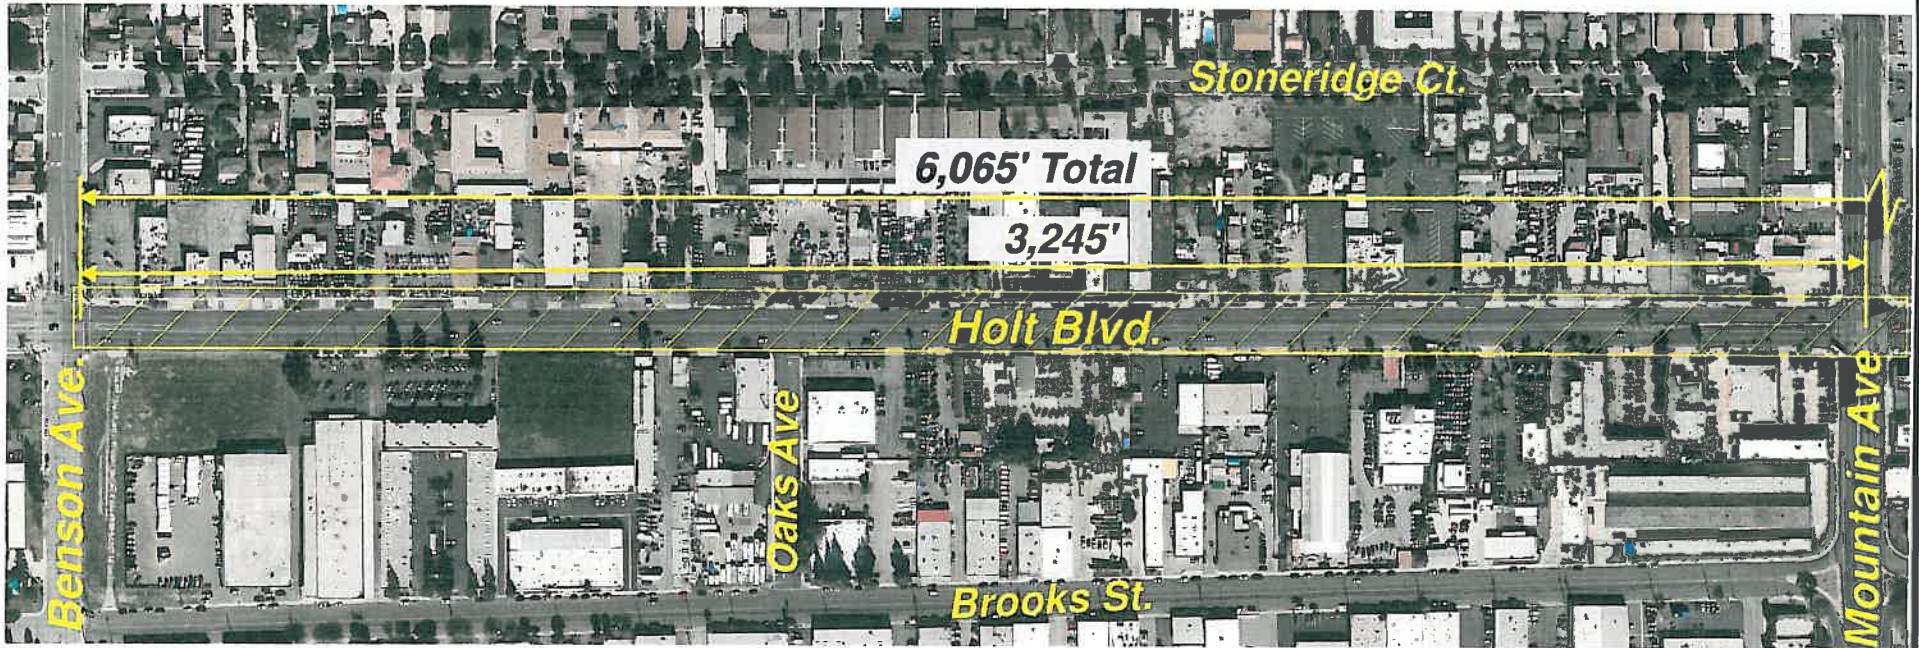 Stoneridge Ct.
6,065' Total
3,245'
Holt Blvd.
Benson Ave.
Oaks Ave
Mountain Ave
Brooks St.